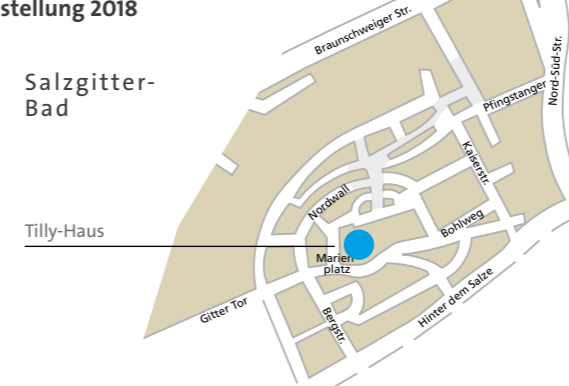 stellung 2018
Salzgitter-
Bad
Braunschweiger Str.
Nord-Süd-Str.
Pfingstanger
Kaiserstr.
Nordwall
Bohlweg
Tilly-Haus
Marien
platz
Hinter dem Salze
Gitter Tor
Bergstr.